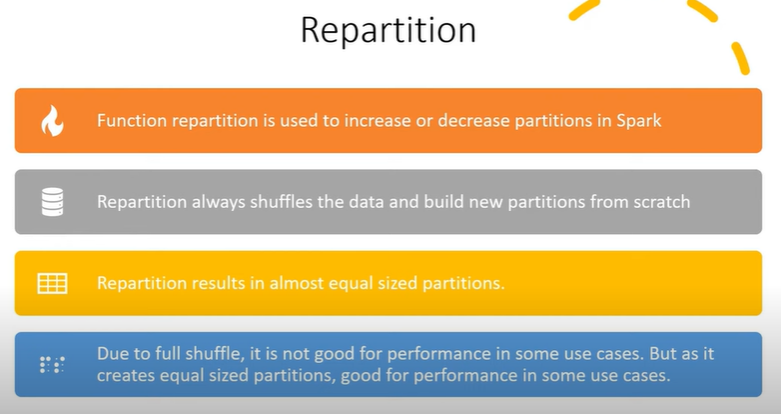 Repartition
Function repartition is used to increase or decrease partitions in Spark
Repartition always shuffles the data and build new partitions from scratch
Repartition results in almost equal sized partitions.
Due to full shuffle, it is not good for performance in some use cases. But as it
creates equal sized partitions, good for performance in some use cases.